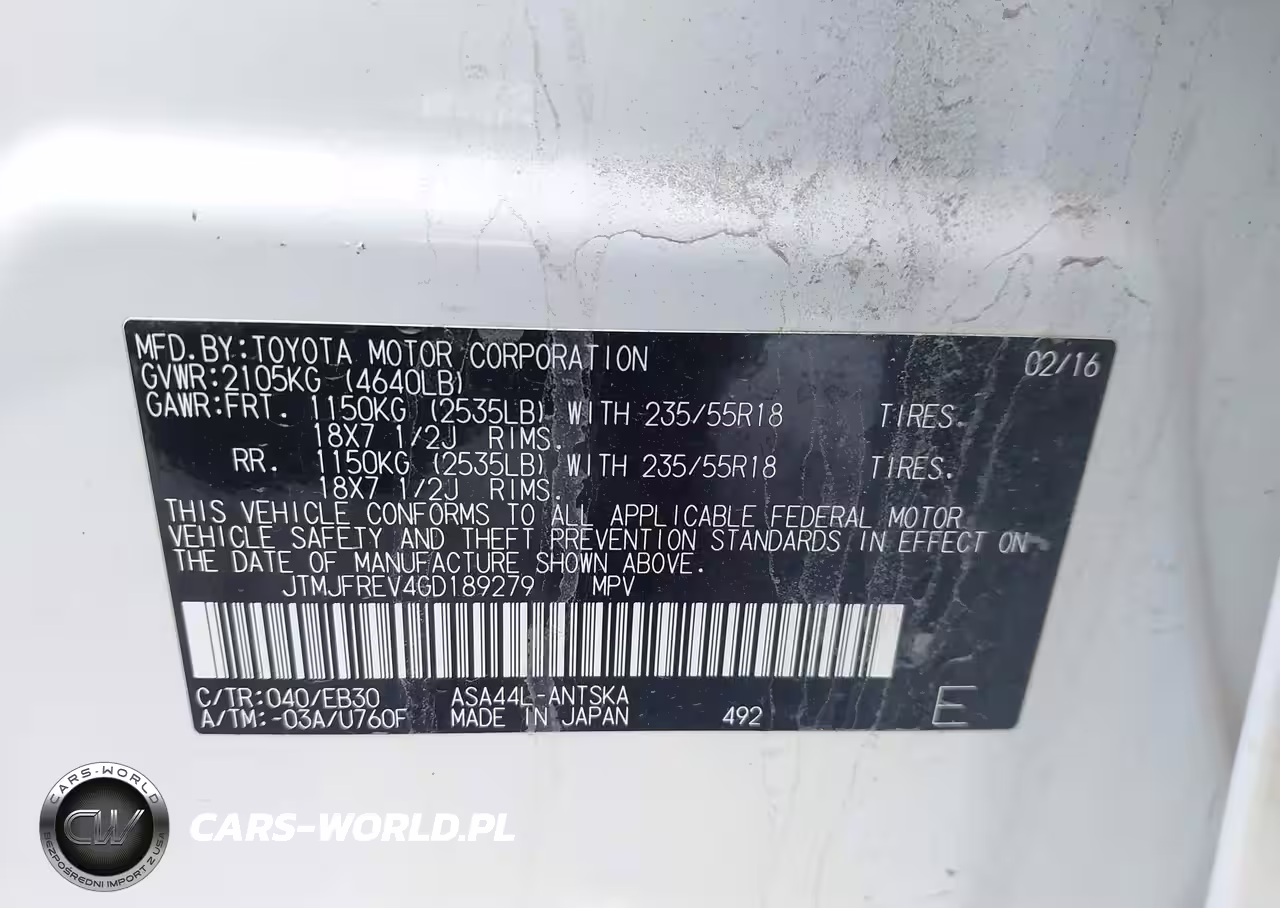 MFD.BY:TOYOTA MOTOR CORPORATION 02/16
GVWR:2105KG (4640LB)
GAWR:FRT. 1150KG (2535LB) WITH 235/55R18 TIRES.
18X7 1/2J RIMS.
RR. 1150KG (2535LB) WITH 235/55R18 TIRES.
18X7 1/2J RIMS.
THIS VEHICLE CONFORMS TO ALL APPLICABLE FEDERAL MOTOR
VEHICLE SAFETY AND THEFT PREVENTION STANDARDS IN EFFECT ON
THE DATE OF MANUFACTURE SHOWN ABOVE.
JTMJFREV4GD189279 MPV
C/TR:040/EB30 ASA44L-ANTSKA
A/TM:-03A/U760F MADE IN JAPAN 492 E
CARS-WORLD
CW
BEZPOŚREDNI IMPORT Z USA
CARS-WORLD.PL